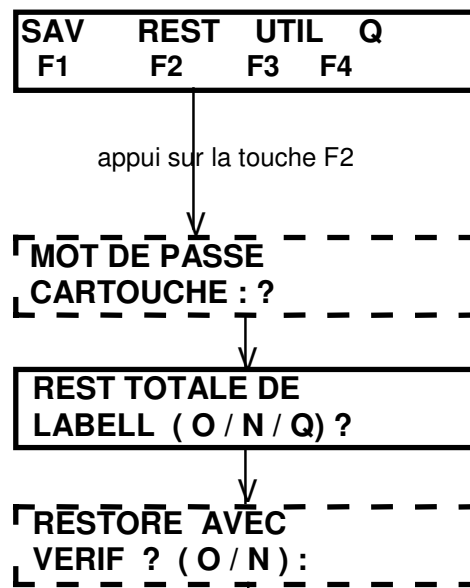 SAV REST UTIL Q
F1 F2 F3 F4
appui sur la touche F2
MOT DE PASSE
CARTOUCHE : ?
REST TOTALE DE
LABELL ( O / N / Q) ?
RESTORE AVEC
VERIF ? ( O / N ) :